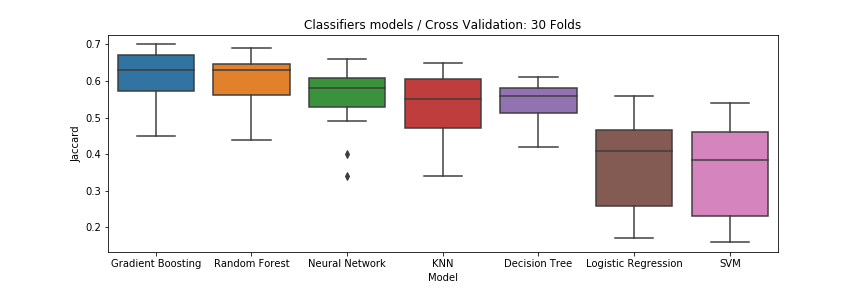 Classifiers models / Cross Validation: 30 Folds
0.7
0.6
0.5
0.4
0.3
0.2
Jaccard
Gradient Boosting Random Forest Neural Network KNN Decision Tree Logistic Regression SVM
Model